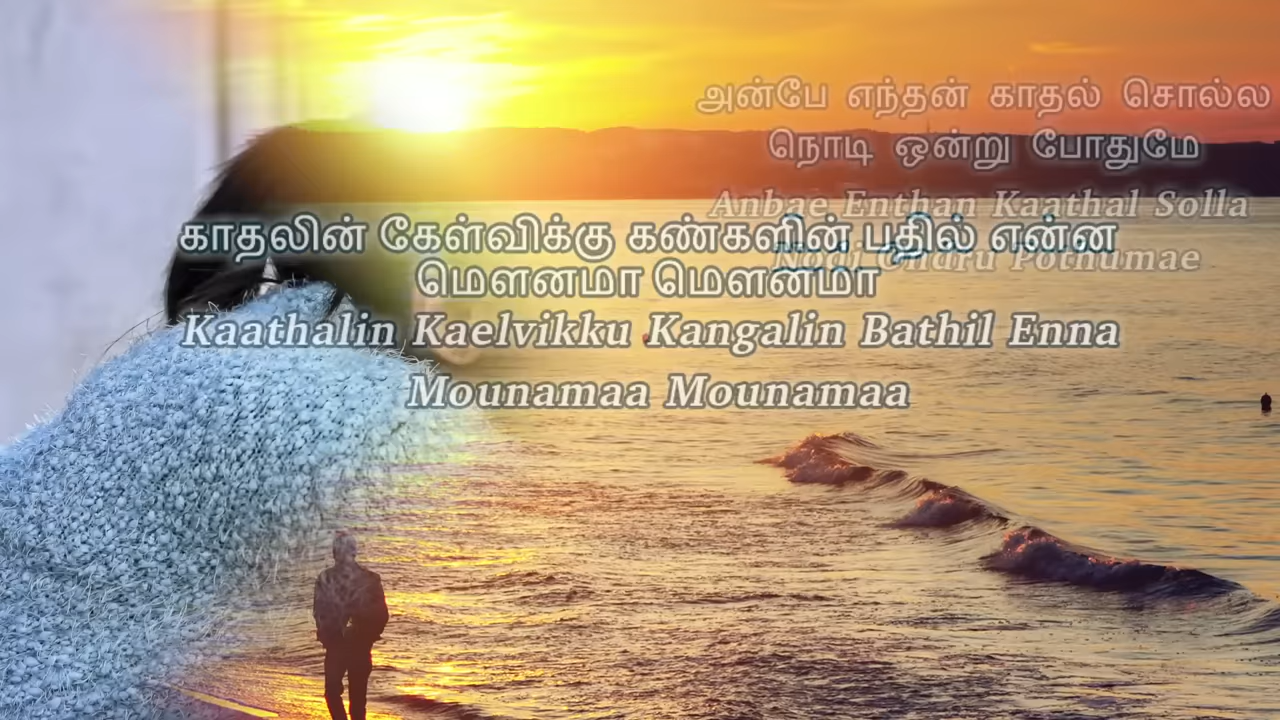 அன்பே எந்தன் காதல் சொல்ல
நொடி ஒன்று போதுமே
Anbae Enthan Kaathal Solla
Nodi Ondru Pothumae
காதலின் கேள்விக்கு கண்களின் பதில் என்ன
மௌனமா மௌனமா
Kaathalin Kaelvikku Kangalin Bathil Enna
Mounamaa Mounamaa